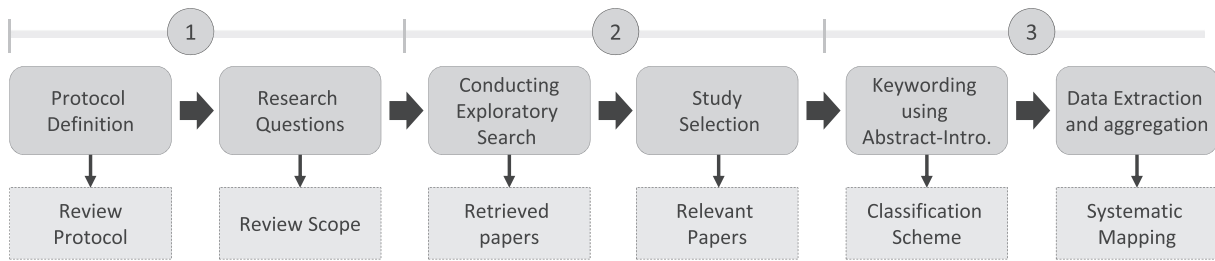 1
2
3
Protocol
Definition
Research
Questions
Conducting
Exploratory
Search
Study
Selection
Keywording
using
Abstract-Intro.
Data Extraction
and aggregation
Review
Protocol
Review Scope
Retrieved
papers
Relevant
Papers
Classification
Scheme
Systematic
Mapping